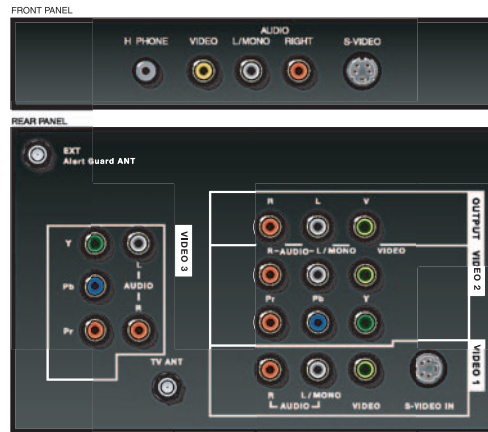 FRONT PANEL
AUDIO
H PHONE VIDEO L/MONO RIGHT S-VIDEO
REAR PANEL
EXT
Alert Guard ANT
R L V
OUTPUT
Y
L
VIDEO 3
R-AUDIO-L/MONO VIDEO
VIDEO 2
Pb
AUDIO
Pr Pb Y
Pr
R
TV ANT
VIDEO 1
R L/MONO
AUDIO VIDEO S-VIDEO IN